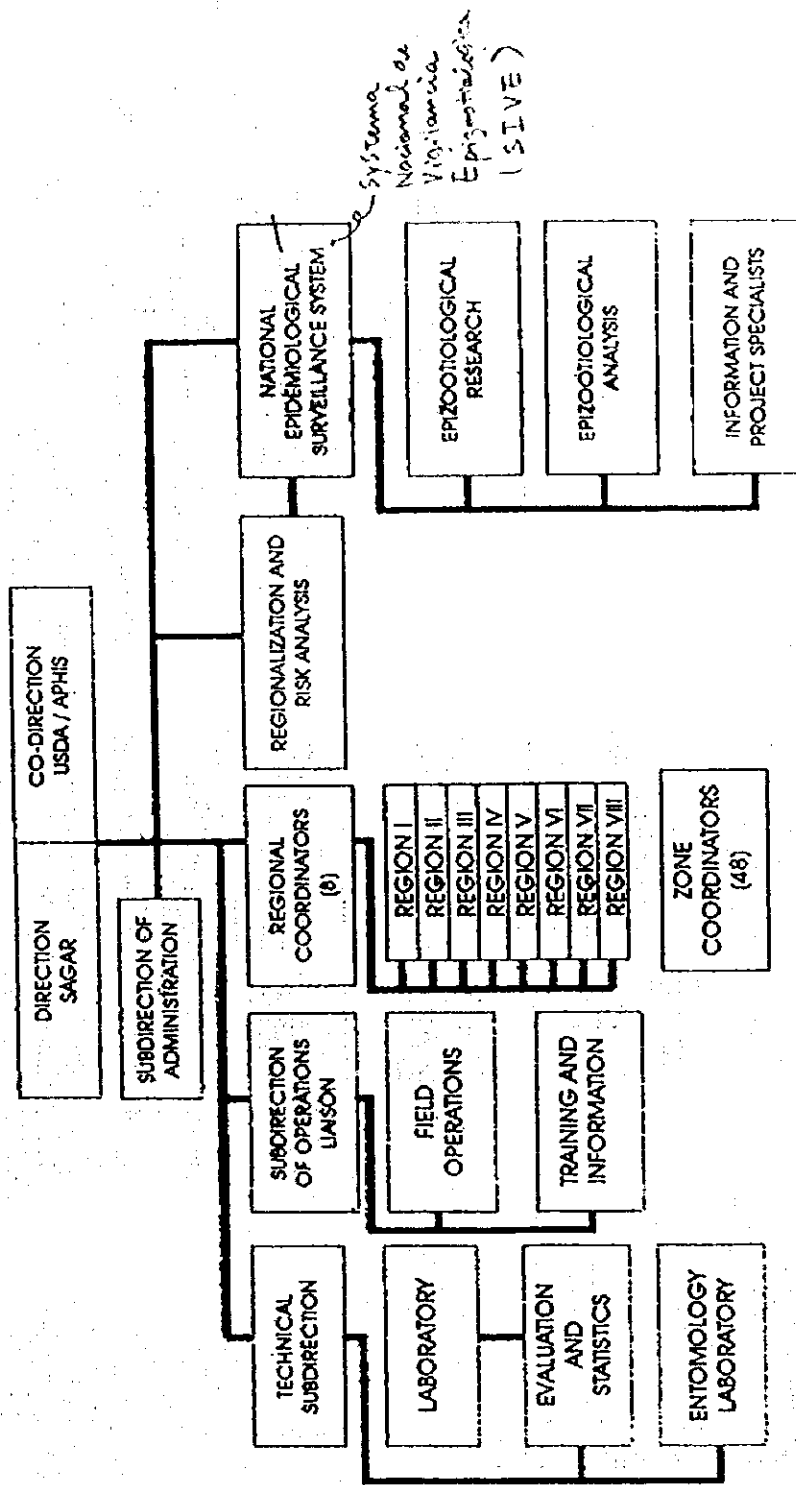 DIRECTION
SAGAR
CO-DIRECTION
USDA / APHIS
SUBDIRECTION OF
ADMINISTRATION
TECHNICAL
SUBDIRECTION
LABORATORY
EVALUATION
AND
STATISTICS
ENTOMOLOGY
LABORATORY
SUBDIRECTION
OF OPERATIONS
LIAISON
FIELD
OPERATIONS
TRAINING AND
INFORMATION
REGIONAL
COORDINATORS
(8)
REGION I
REGION II
REGION III
REGION IV
REGION V
REGION VI
REGION VII
REGION VIII
ZONE
COORDINATORS
(48)
REGIONALIZATION AND
RISK ANALYSIS
NATIONAL
EPIDEMIOLOGICAL
SURVEILLANCE SYSTEM
Systema
Nacional de
Vigilancia
(SIVE)
EPIZOOTIOLOGICAL
RESEARCH
EPIZOOTIOLOGICAL
ANALYSIS
INFORMATION AND
PROJECT SPECIALISTS